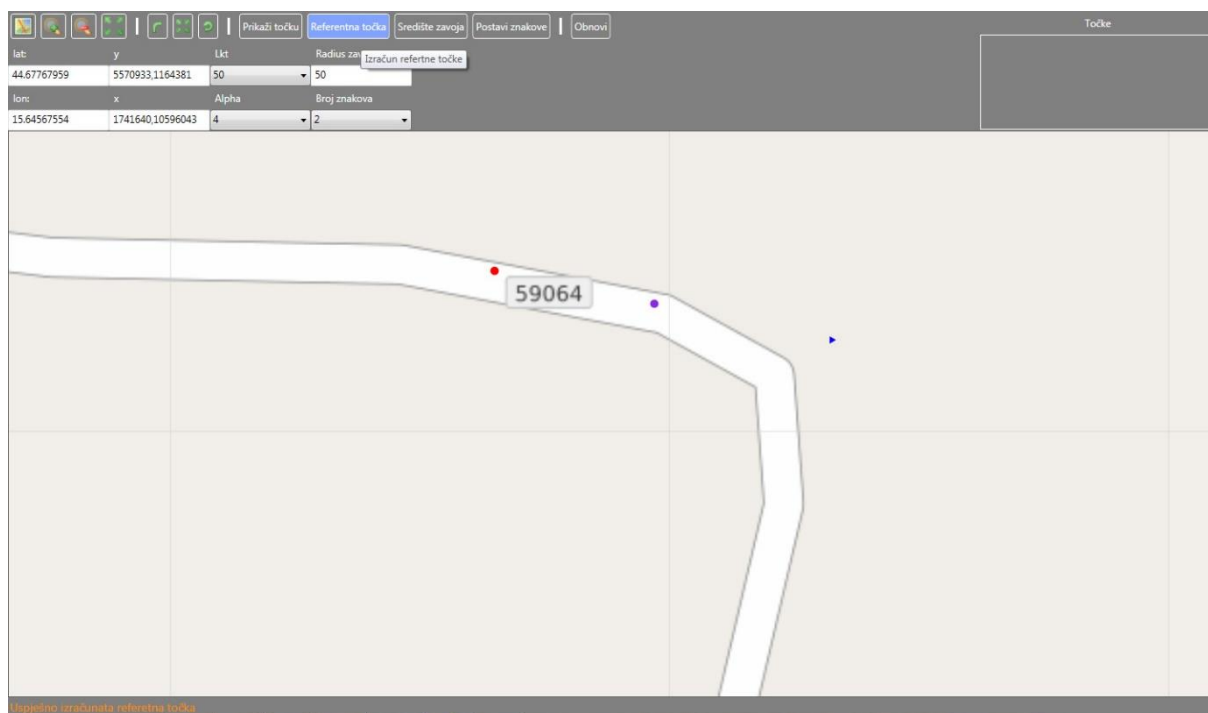 Prikaži točku Referentna točka Središte zavoja Postavi znakove Obnovi Točke
lat: y Lkt Radius zav
Izračun refertne točke
44.67767959 5570933,1164381 50 50
lon: x Alpha Broj znakova
15.64567554 1741640,10596043 4 2
59064
Uspješno izračunata referetna točka